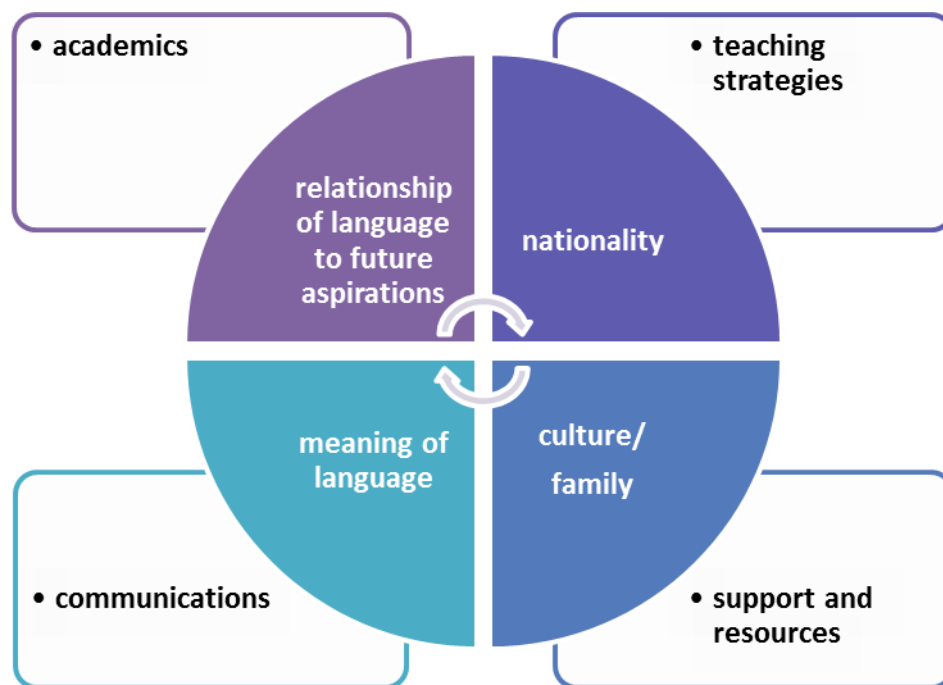 • academics
• teaching
strategies
relationship
of language
to future
aspirations
nationality
meaning of
language
culture/
family
• communications
• support and
resources